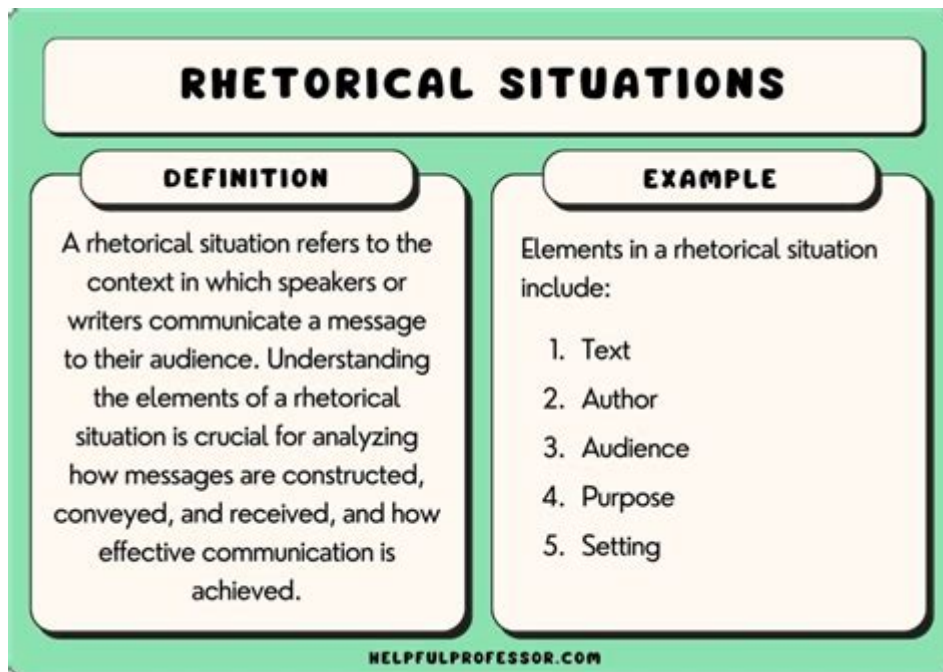 RHETORICAL SITUATIONS
DEFINITION
A rhetorical situation refers to the
context in which speakers or
writers communicate a message
to their audience. Understanding
the elements of a rhetorical
situation is crucial for analyzing
how messages are constructed,
conveyed, and received, and how
effective communication is
achieved.
EXAMPLE
Elements in a rhetorical situation
include:
1. Text
2. Author
3. Audience
4. Purpose
5. Setting
HELPFULPROFESSOR.COM